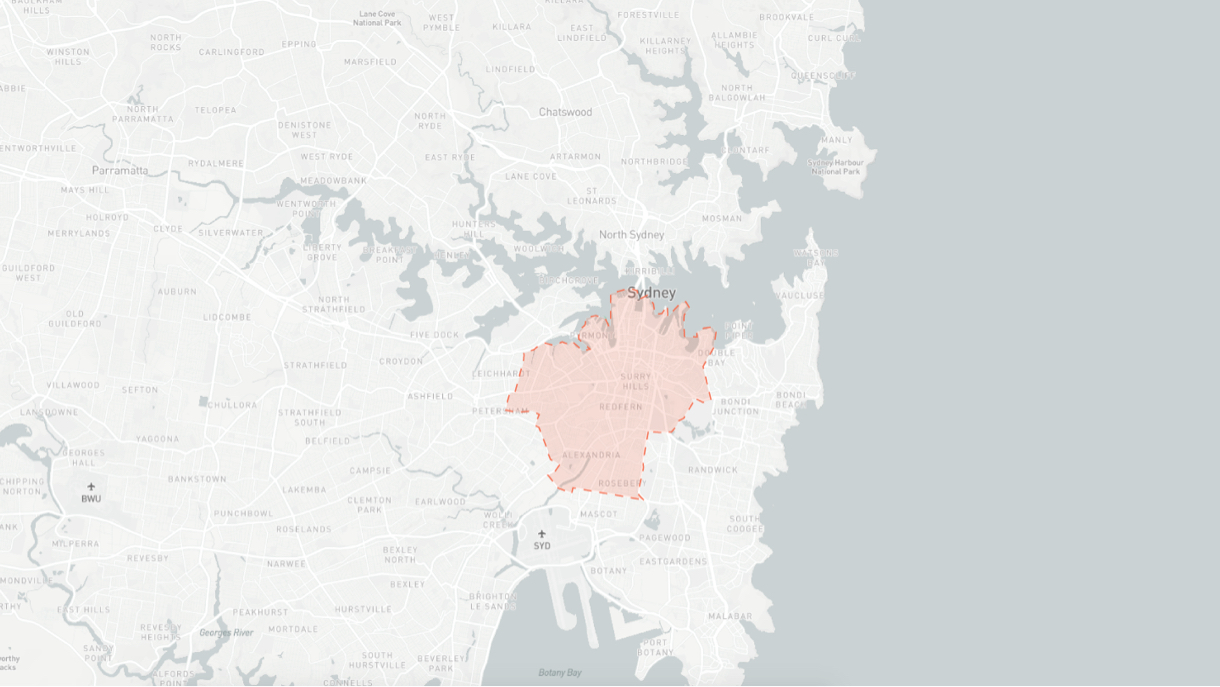 HILLS
Lane Cove
National Park
WEST
PYMBLE
KILLARA
FORESTVILLE
BROOKVALE
EAST
LINDFIELD
KILLARNEY
HEIGHTS
ALLAMBIE
HEIGHTS
CURL CURL
NORTH
ROCKS
CARLINGFORD
EPPING
WINSTON
HILLS
MARSFIELD
LINDFIELD
QUEENSCLIFF
NORTH
BALGOWLAH
NORTH
PARRAMATTA
TELOPEA
NORTH
RYDE
Chatswood
DENISTONE
WEST
MANLY
ENTWORTHVILLE
CLONTARF
Parramatta
RYDALMERE
WEST RYDE
EAST RYDE
ARTARMON
NORTHBRIDGE
Sydney Harbour
National Park
MEADOWBANK
LANE COVE
MAYS HILL
ST
LEONARDS
WENTWORTH
POINT
HOLROYD
MOSMAN
MERRYLANDS
CLYDE
SILVERWATER
HUNTERS
HILL
North Sydney
LIBERTY
GROVE
BREAKFAST
POINT
HENLEY
WOOLWICH
WATSONS
BAY
GUILDFORD
WEST
KIRRIBILLI
AUBURN
Sydney
VAUCLUSE
NORTH
STRATHFIELD
OLD
GUILDFORD
LIDCOMBE
FIVE DOCK
POINT
PIPER
DOUBLE
BAY
STRATHFIELD
CROYDON
LEICHHARDT
SURRY
HILLS
VILLAWOOD
SEFTON
ASHFIELD
BONDI
BEACH
CHULLORA
LANSDOWNE
STRATHFIELD
SOUTH
PETERSHAM
REDFERN
BONDI
JUNCTION
YAGOONA
BELFIELD
GEORGES
HALL
ALEXANDRIA
CAMPSIE
RANDWICK
CHIPPING
NORTON
BANKSTOWN
LAKEMBA
ROSEBERY
BWU
CLEMTON
PARK
EARLWOOD
PUNCHBOWL
WOLLI
CREEK
MASCOT
SOUTH
COOGEE
ROSELANDS
PAGEWOOD
SYD
MILPERRA
REVESBY
BEXLEY
NORTH
EASTGARDENS
NARWEE
BOTANY
BEXLEY
EAST HILLS
BRIGHTON
LE SANDS
PEAKHURST
HURSTVILLE
MALABAR
REVESBY
HEIGHTS
Georges River
MORTDALE
PORT
BOTANY
SANDY
POINT
SOUTH
HURSTVILLE
BEVERLEY
PARK
Botany Bay